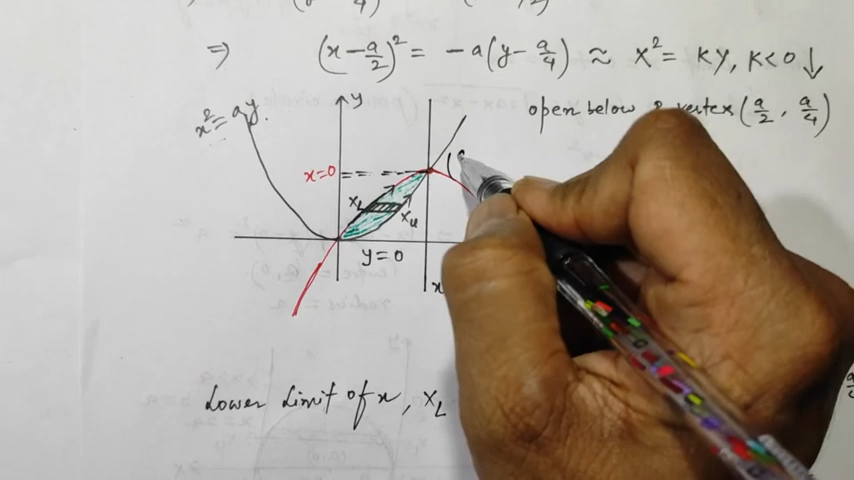 ⇒ (x − a/2)² = −a(y − a/4) ≈ X² = KY, K<0 ↓
open below & vertex (a/2, a/4)
x² = ay.
y
x=0
XL
XU
y=0
x
(a
Lower Limit of x, XL